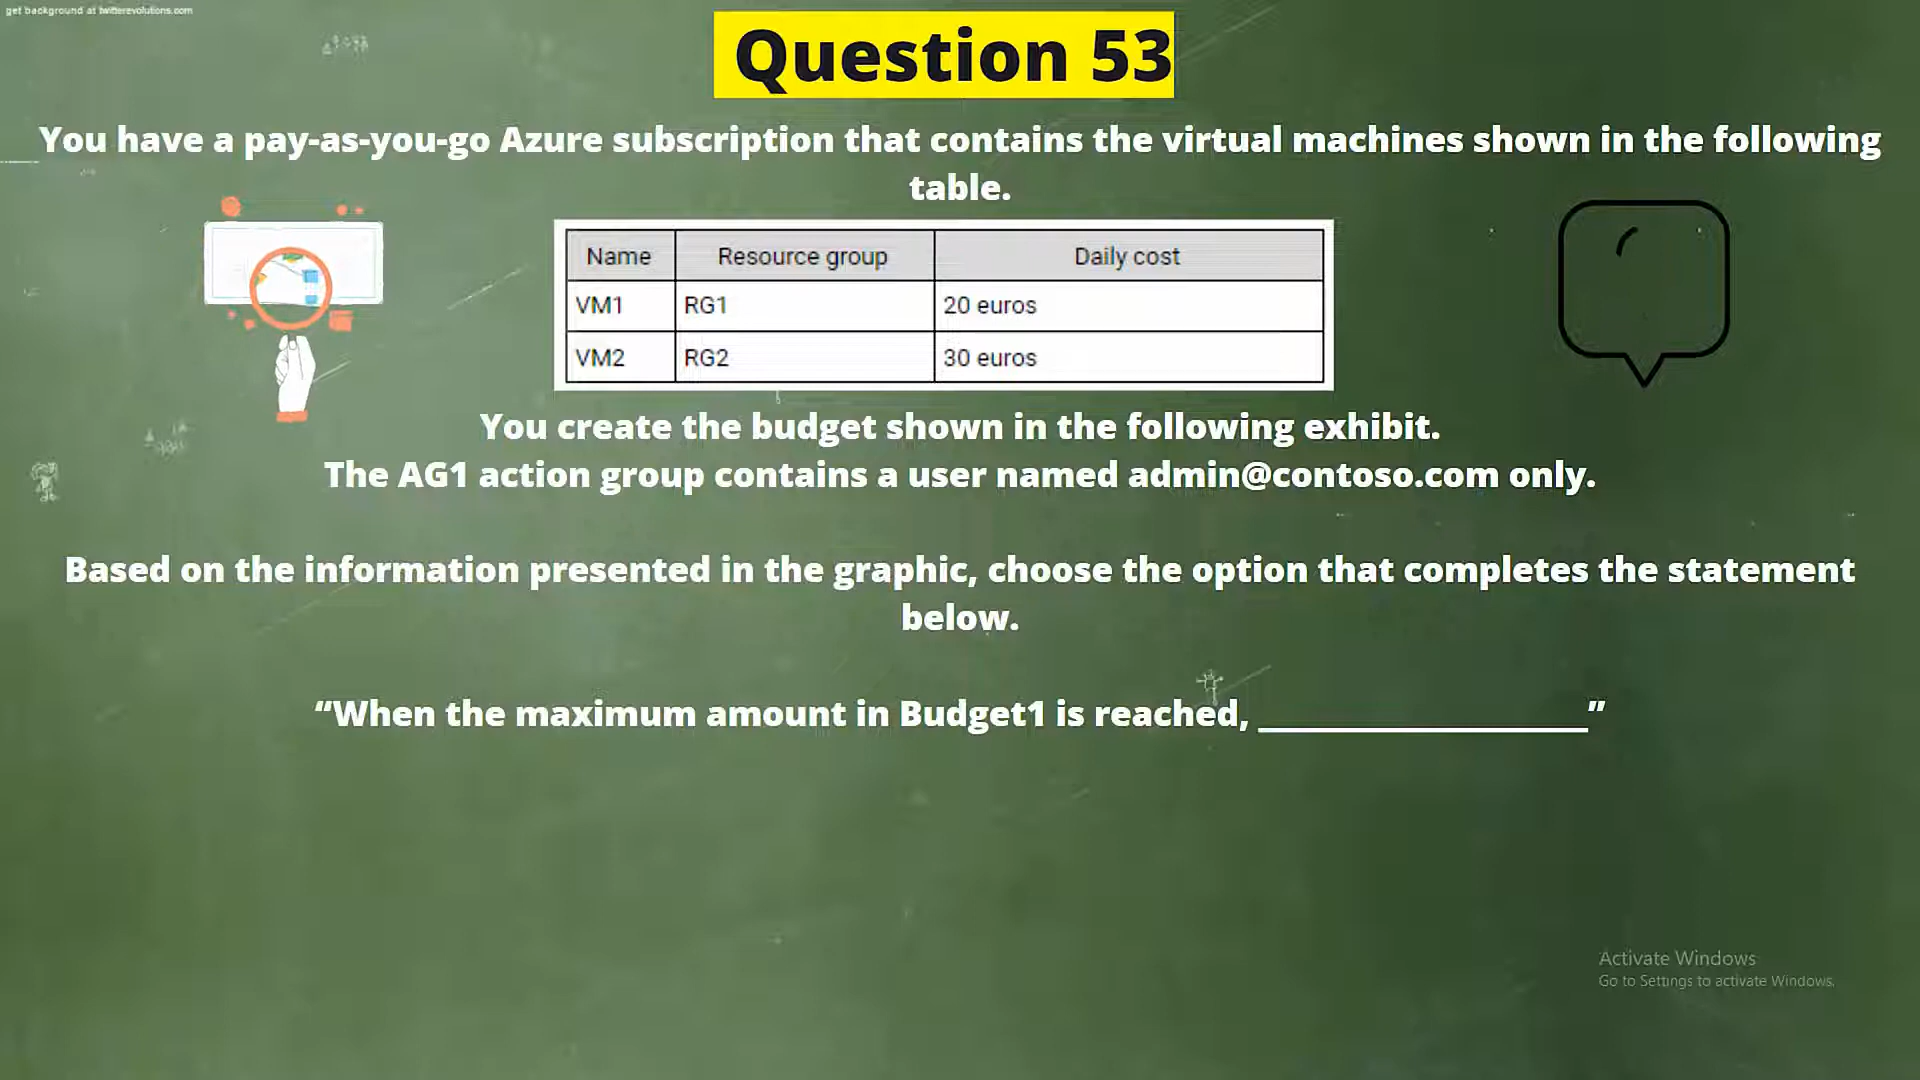 get background at twitterevolutions.com
Question 53
You have a pay-as-you-go Azure subscription that contains the virtual machines shown in the following
table.
Name Resource group Daily cost
VM1 RG1 20 euros
VM2 RG2 30 euros
You create the budget shown in the following exhibit.
The AG1 action group contains a user named admin@contoso.com only.
Based on the information presented in the graphic, choose the option that completes the statement
below.
“When the maximum amount in Budget1 is reached, __________________”
Activate Windows
Go to Settings to activate Windows.